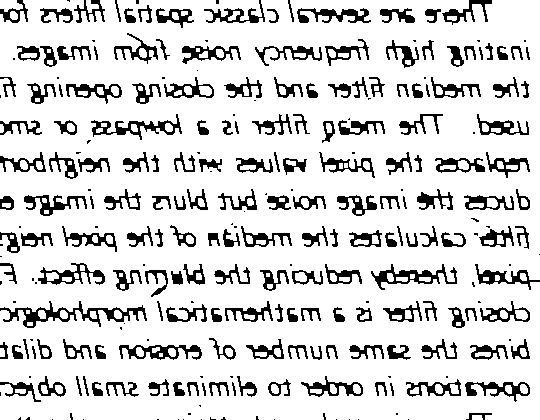 There are several classic spatial filters for
inating high frequency noise from images.
the median filter and the closing opening fi
used. The mean filter is a lowpass or smo
replaces the pixel values with the neighbor
duces the image noise but blurs the image e
filter calculates the median of the pixel neig
pixel, thereby reducing the blurring effect. F
closing filter is a mathematical morphologic
bines the same number of erosion and dilat
operations in order to eliminate small objec